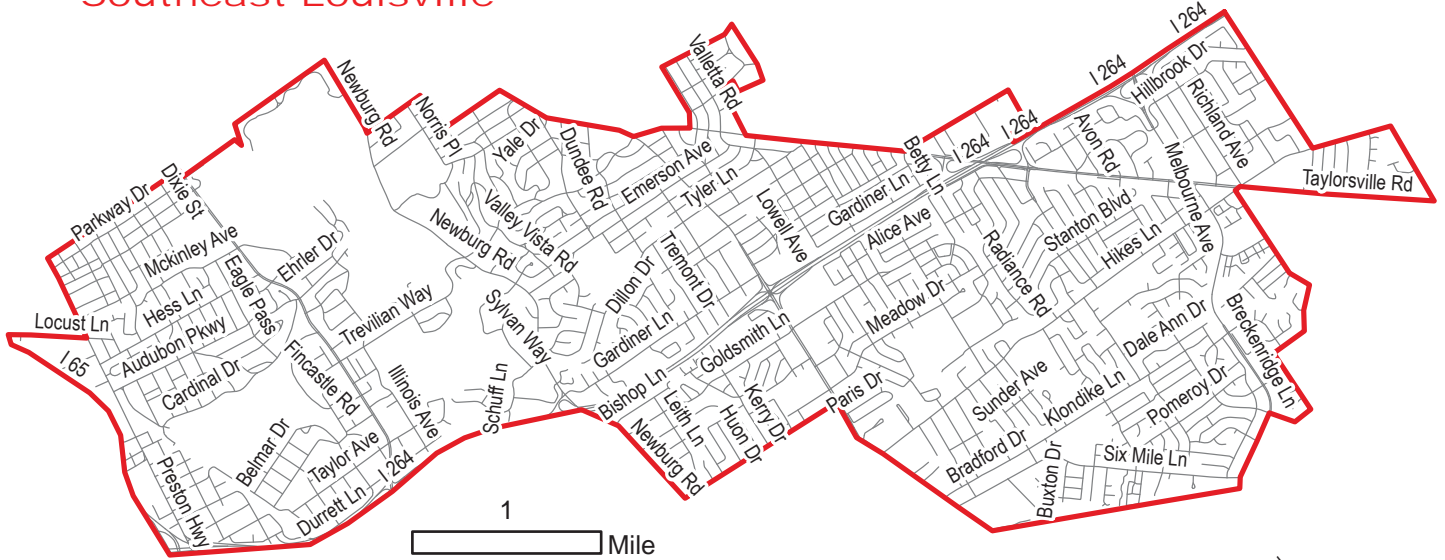 Southeast Louisville
I 264
I 264
I 264
I 264
Hillbrook Dr
Richland Ave
Valletta Rd
Newburg Rd
Norris Pl
Yale Dr
Dundee Rd
Emerson Ave
Tyler Ln
Betty Ln
Avon Rd
Melbourne Ave
Taylorsville Rd
Dixie St
Parkway Dr
Mckinley Ave
Valley Vista Rd
Newburg Rd
Lowell Ave
Gardiner Ln
Alice Ave
Radiance Rd
Stanton Blvd
Hikes Ln
Ehrler Dr
Eagle Pass
Hess Ln
Audubon Pkwy
Cardinal Dr
Locust Ln
I 65
Trevilian Way
Sylvan Way
Dillon Dr
Tremont Dr
Gardiner Ln
Goldsmith Ln
Meadow Dr
Dale Ann Dr
Breckenridge Ln
Fincastle Rd
Illinois Ave
Schuff Ln
Bishop Ln
Leith Ln
Huon Dr
Kerry Dr
Paris Dr
Sunder Ave
Klondike Ln
Pomeroy Dr
Bradford Dr
Buxton Dr
Six Mile Ln
Newburg Rd
Belmar Dr
Taylor Ave
Durrett Ln
I 264
Preston Hwy
1
Mile